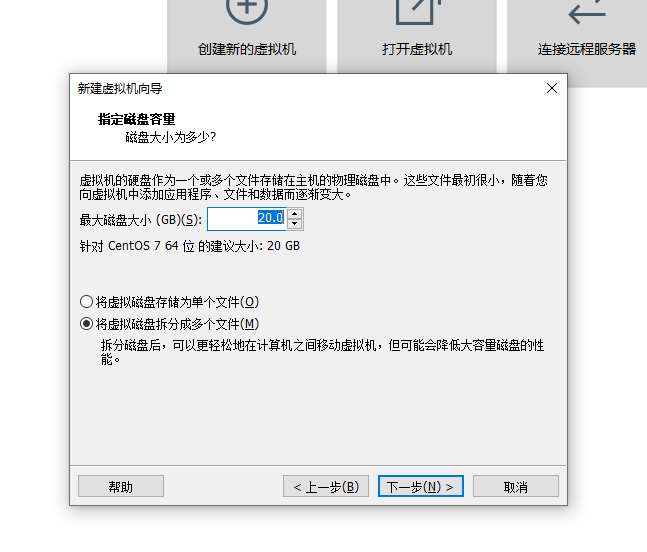 创建新的虚拟机
打开虚拟机
连接远程服务器
新建虚拟机向导
指定磁盘容量
磁盘大小为多少?
虚拟机的硬盘作为一个或多个文件存储在主机的物理磁盘中。这些文件最初很小，随着您
向虚拟机中添加应用程序、文件和数据而逐渐变大。
最大磁盘大小 (GB)(S): 20.0
针对 CentOS 7 64 位 的建议大小: 20 GB
将虚拟磁盘存储为单个文件(O)
将虚拟磁盘拆分成多个文件(M)
拆分磁盘后，可以更轻松地在计算机之间移动虚拟机，但可能会降低大容量磁盘的性
能。
帮助
< 上一步(B)
下一步(N) >
取消